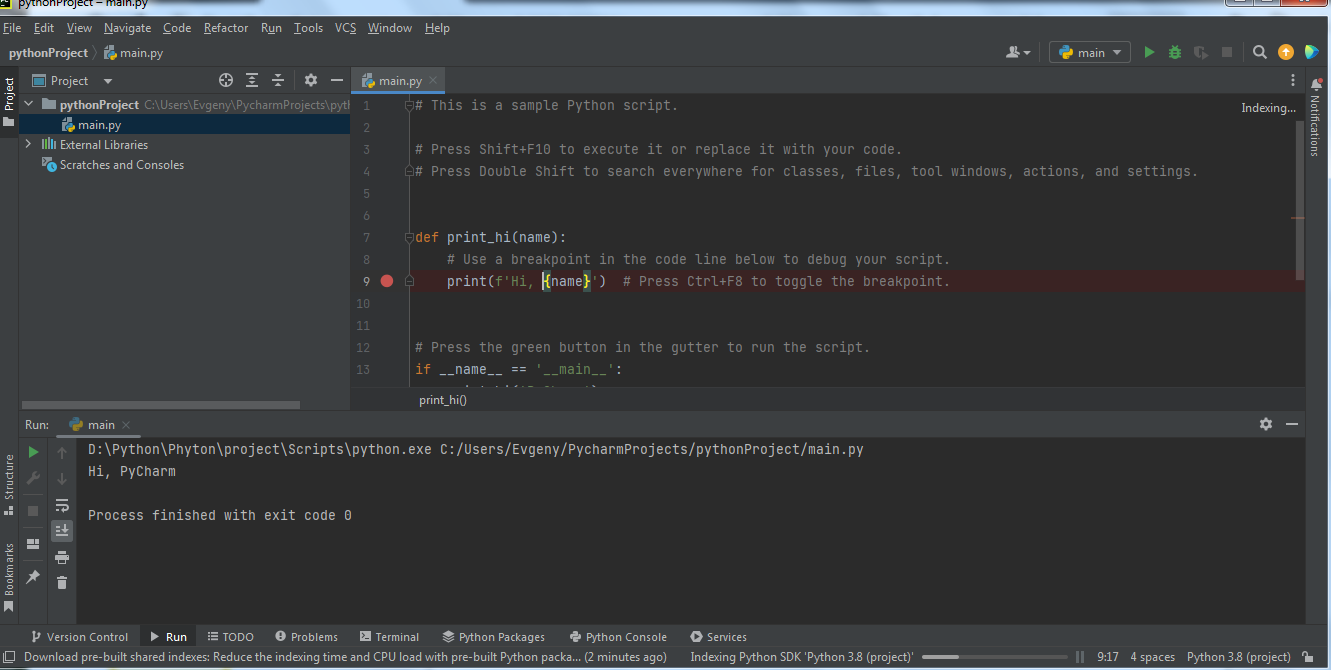 pythonProject – main.py
File Edit View Navigate Code Refactor Run Tools VCS Window Help
pythonProject main.py
main
Project
Project
main.py
Notifications
Indexing...
pythonProject C:\Users\Evgeny\PycharmProjects\pyth
main.py
External Libraries
Scratches and Consoles
1 # This is a sample Python script.
2
3 # Press Shift+F10 to execute it or replace it with your code.
4 # Press Double Shift to search everywhere for classes, files, tool windows, actions, and settings.
5
6
7 def print_hi(name):
8 # Use a breakpoint in the code line below to debug your script.
9 print(f'Hi, {name}') # Press Ctrl+F8 to toggle the breakpoint.
10
11
12 # Press the green button in the gutter to run the script.
13 if __name__ == '__main__':
print_hi()
Run: main
D:\Python\Phyton\project\Scripts\python.exe C:/Users/Evgeny/PycharmProjects/pythonProject/main.py
Hi, PyCharm
Process finished with exit code 0
Structure
Bookmarks
Version Control Run TODO Problems Terminal Python Packages Python Console Services
Download pre-built shared indexes: Reduce the indexing time and CPU load with pre-built Python packa... (2 minutes ago) Indexing Python SDK 'Python 3.8 (project)' 9:17 4 spaces Python 3.8 (project)